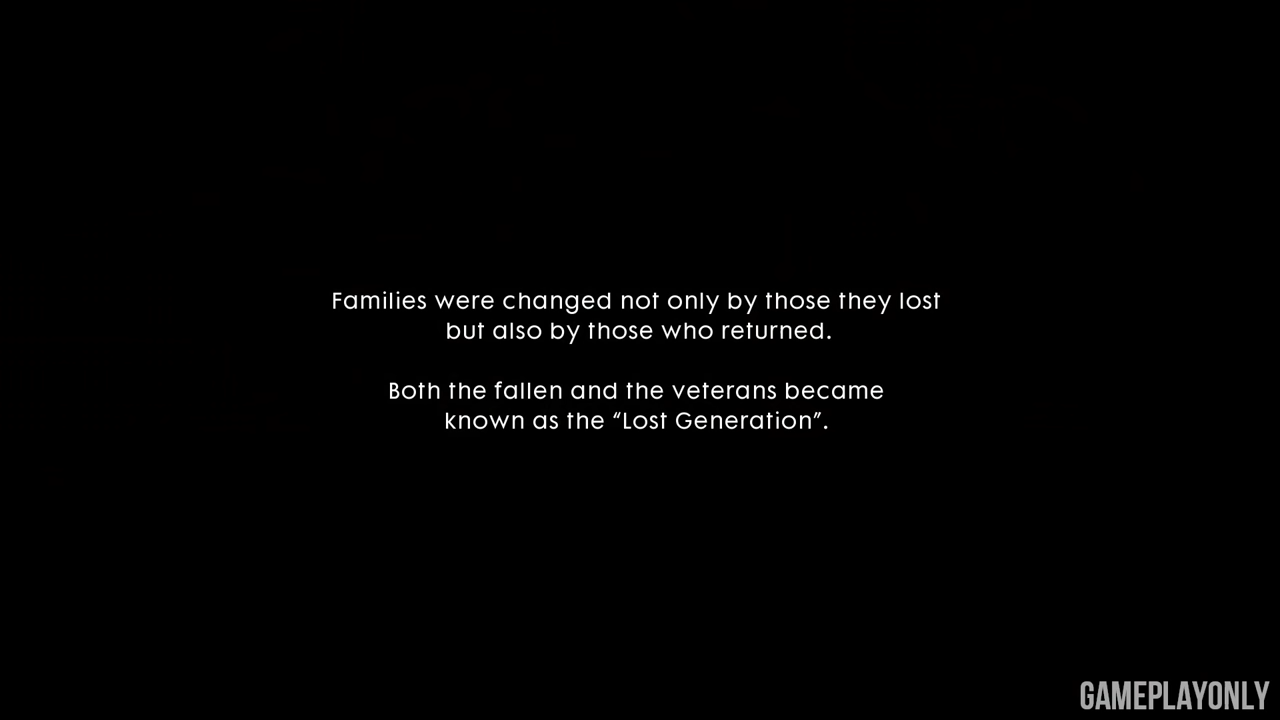 Families were changed not only by those they lost
but also by those who returned.
Both the fallen and the veterans became
known as the “Lost Generation”.
GAMEPLAYONLY